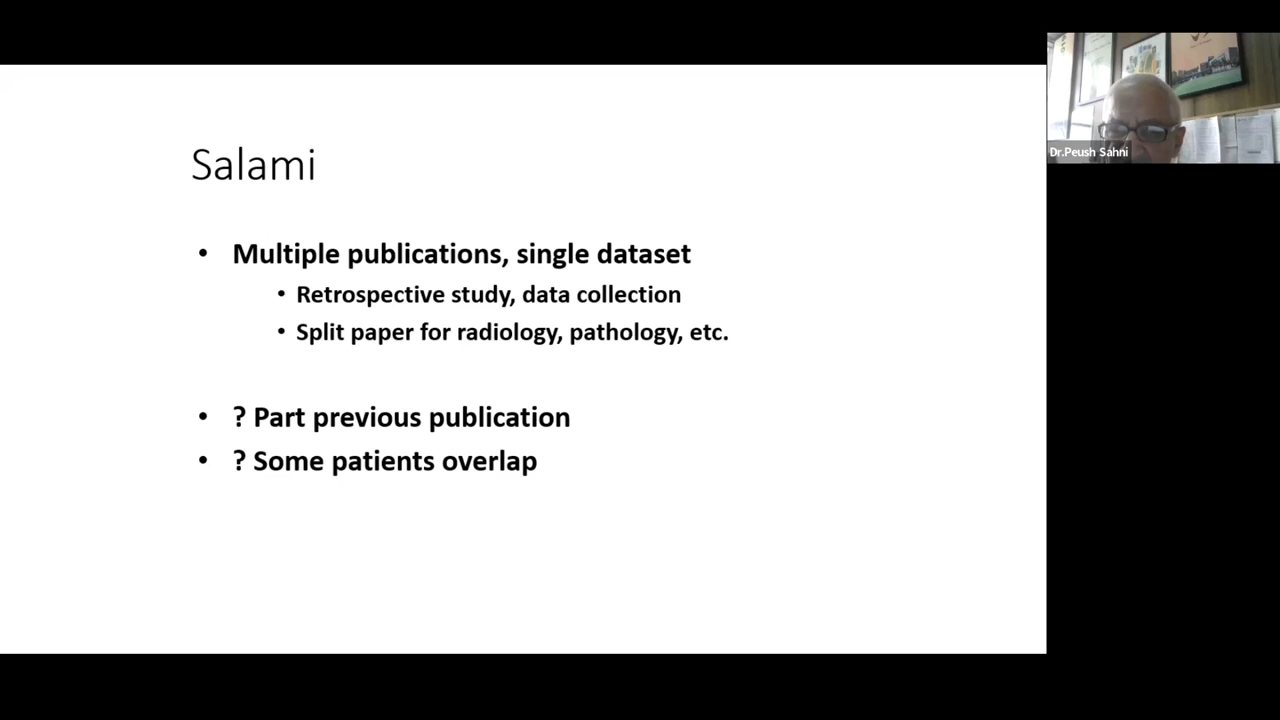 Salami
• Multiple publications, single dataset
• Retrospective study, data collection
• Split paper for radiology, pathology, etc.
• ? Part previous publication
• ? Some patients overlap
Dr.Peush Sahni